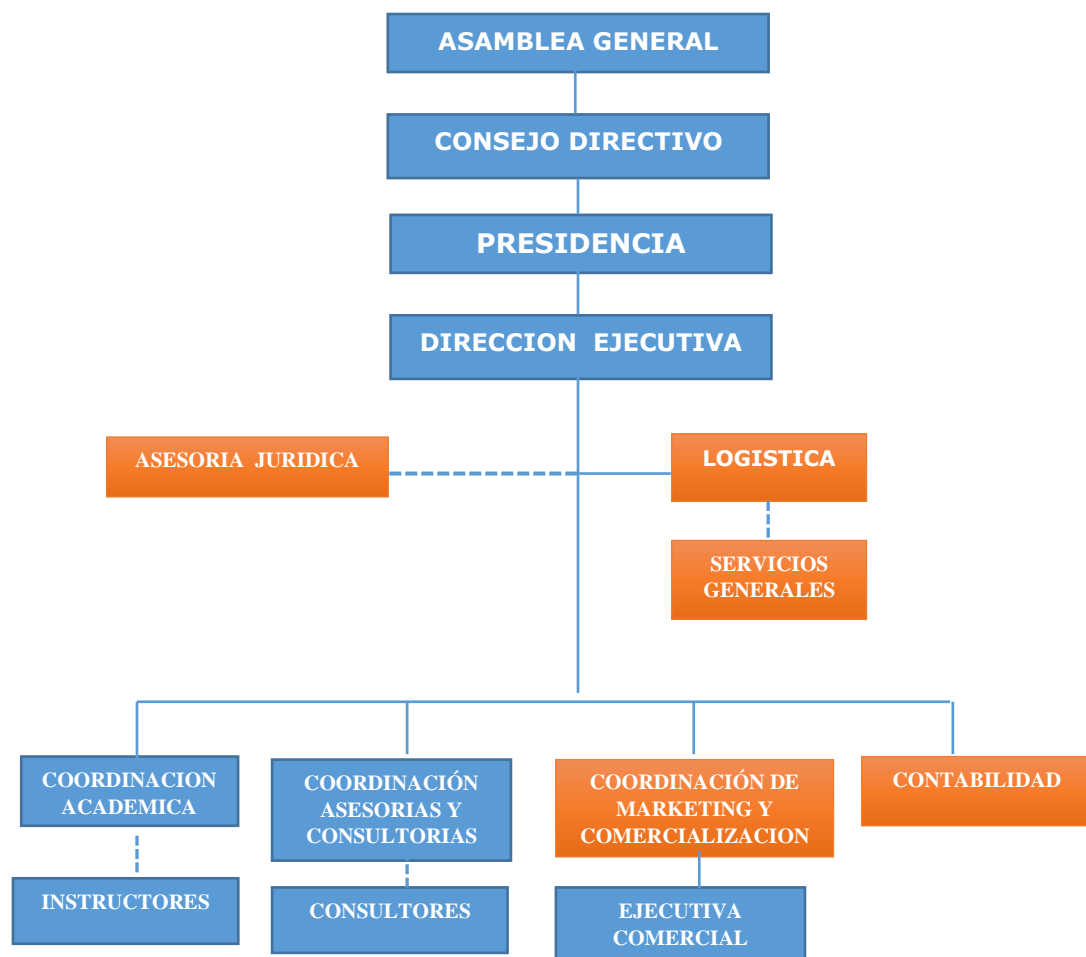 ASAMBLEA GENERAL
CONSEJO DIRECTIVO
PRESIDENCIA
DIRECCION EJECUTIVA
ASESORIA JURIDICA
LOGISTICA
SERVICIOS
GENERALES
COORDINACION
ACADEMICA
COORDINACIÓN
ASESORIAS Y
CONSULTORIAS
COORDINACIÓN DE
MARKETING Y
COMERCIALIZACION
CONTABILIDAD
INSTRUCTORES
CONSULTORES
EJECUTIVA
COMERCIAL